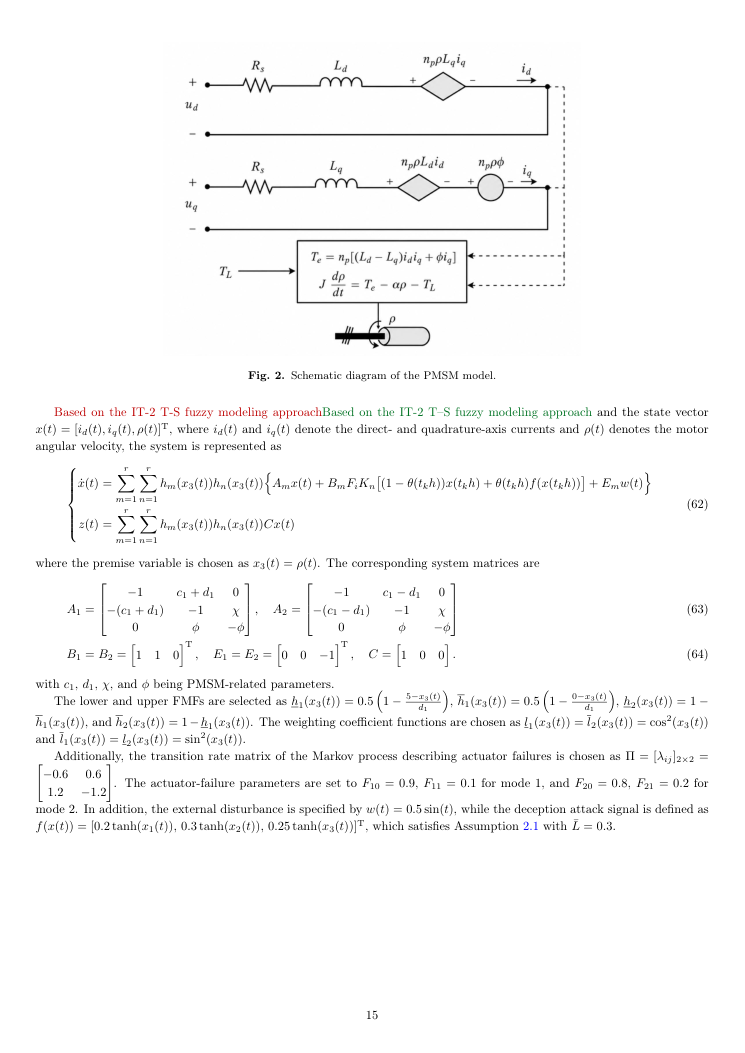 R_s L_d n_pρL_qi_q i_d
+ + −
u_d
−
R_s L_q n_pρL_di_d n_pρϕ i_q
+ + − + −
u_q
−
T_e = n_p[(L_d − L_q)i_di_q + ϕi_q]
T_L
J dρ/dt = T_e − αρ − T_L
ρ
Fig. 2. Schematic diagram of the PMSM model.
Based on the IT-2 T-S fuzzy modeling approachBased on the IT-2 T–S fuzzy modeling approach and the state vector
x(t) = [i_d(t), i_q(t), ρ(t)]^T, where i_d(t) and i_q(t) denote the direct- and quadrature-axis currents and ρ(t) denotes the motor
angular velocity, the system is represented as
ẋ(t) = ∑_{m=1}^{r} ∑_{n=1}^{r} h_m(x_3(t))h_n(x_3(t)){A_mx(t) + B_mF_iK_n[(1 − θ(t_kh))x(t_kh) + θ(t_kh)f(x(t_kh))] + E_mw(t)}
(62)
z(t) = ∑_{m=1}^{r} ∑_{n=1}^{r} h_m(x_3(t))h_n(x_3(t))Cx(t)
where the premise variable is chosen as x_3(t) = ρ(t). The corresponding system matrices are
A_1 = [−1 c_1 + d_1 0; −(c_1 + d_1) −1 χ; 0 ϕ −ϕ], A_2 = [−1 c_1 − d_1 0; −(c_1 − d_1) −1 χ; 0 ϕ −ϕ] (63)
B_1 = B_2 = [1 1 0]^T, E_1 = E_2 = [0 0 −1]^T, C = [1 0 0]. (64)
with c_1, d_1, χ, and ϕ being PMSM-related parameters.
The lower and upper FMFs are selected as h̲_1(x_3(t)) = 0.5(1 − (5−x_3(t))/d_1), h̅_1(x_3(t)) = 0.5(1 − (0−x_3(t))/d_1), h̲_2(x_3(t)) = 1 −
h̅_1(x_3(t)), and h̅_2(x_3(t)) = 1 − h̲_1(x_3(t)). The weighting coefficient functions are chosen as l̲_1(x_3(t)) = l̅_2(x_3(t)) = cos²(x_3(t))
and l̅_1(x_3(t)) = l̲_2(x_3(t)) = sin²(x_3(t)).
Additionally, the transition rate matrix of the Markov process describing actuator failures is chosen as Π = [λ_ij]_{2×2} =
[−0.6 0.6; 1.2 −1.2]. The actuator-failure parameters are set to F_10 = 0.9, F_11 = 0.1 for mode 1, and F_20 = 0.8, F_21 = 0.2 for
mode 2. In addition, the external disturbance is specified by w(t) = 0.5 sin(t), while the deception attack signal is defined as
f(x(t)) = [0.2 tanh(x_1(t)), 0.3 tanh(x_2(t)), 0.25 tanh(x_3(t))]^T, which satisfies Assumption 2.1 with L̄ = 0.3.
15